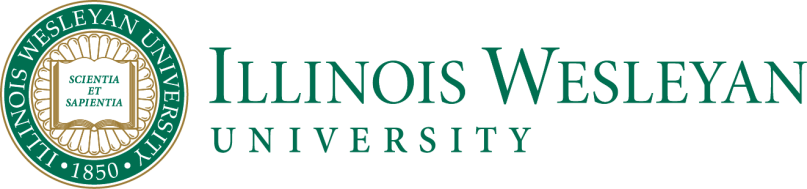 ILLINOIS WESLEYAN UNIVERSITY
SCIENTIA
ET
SAPIENTIA
• 1850 •
ILLINOIS WESLEYAN
UNIVERSITY